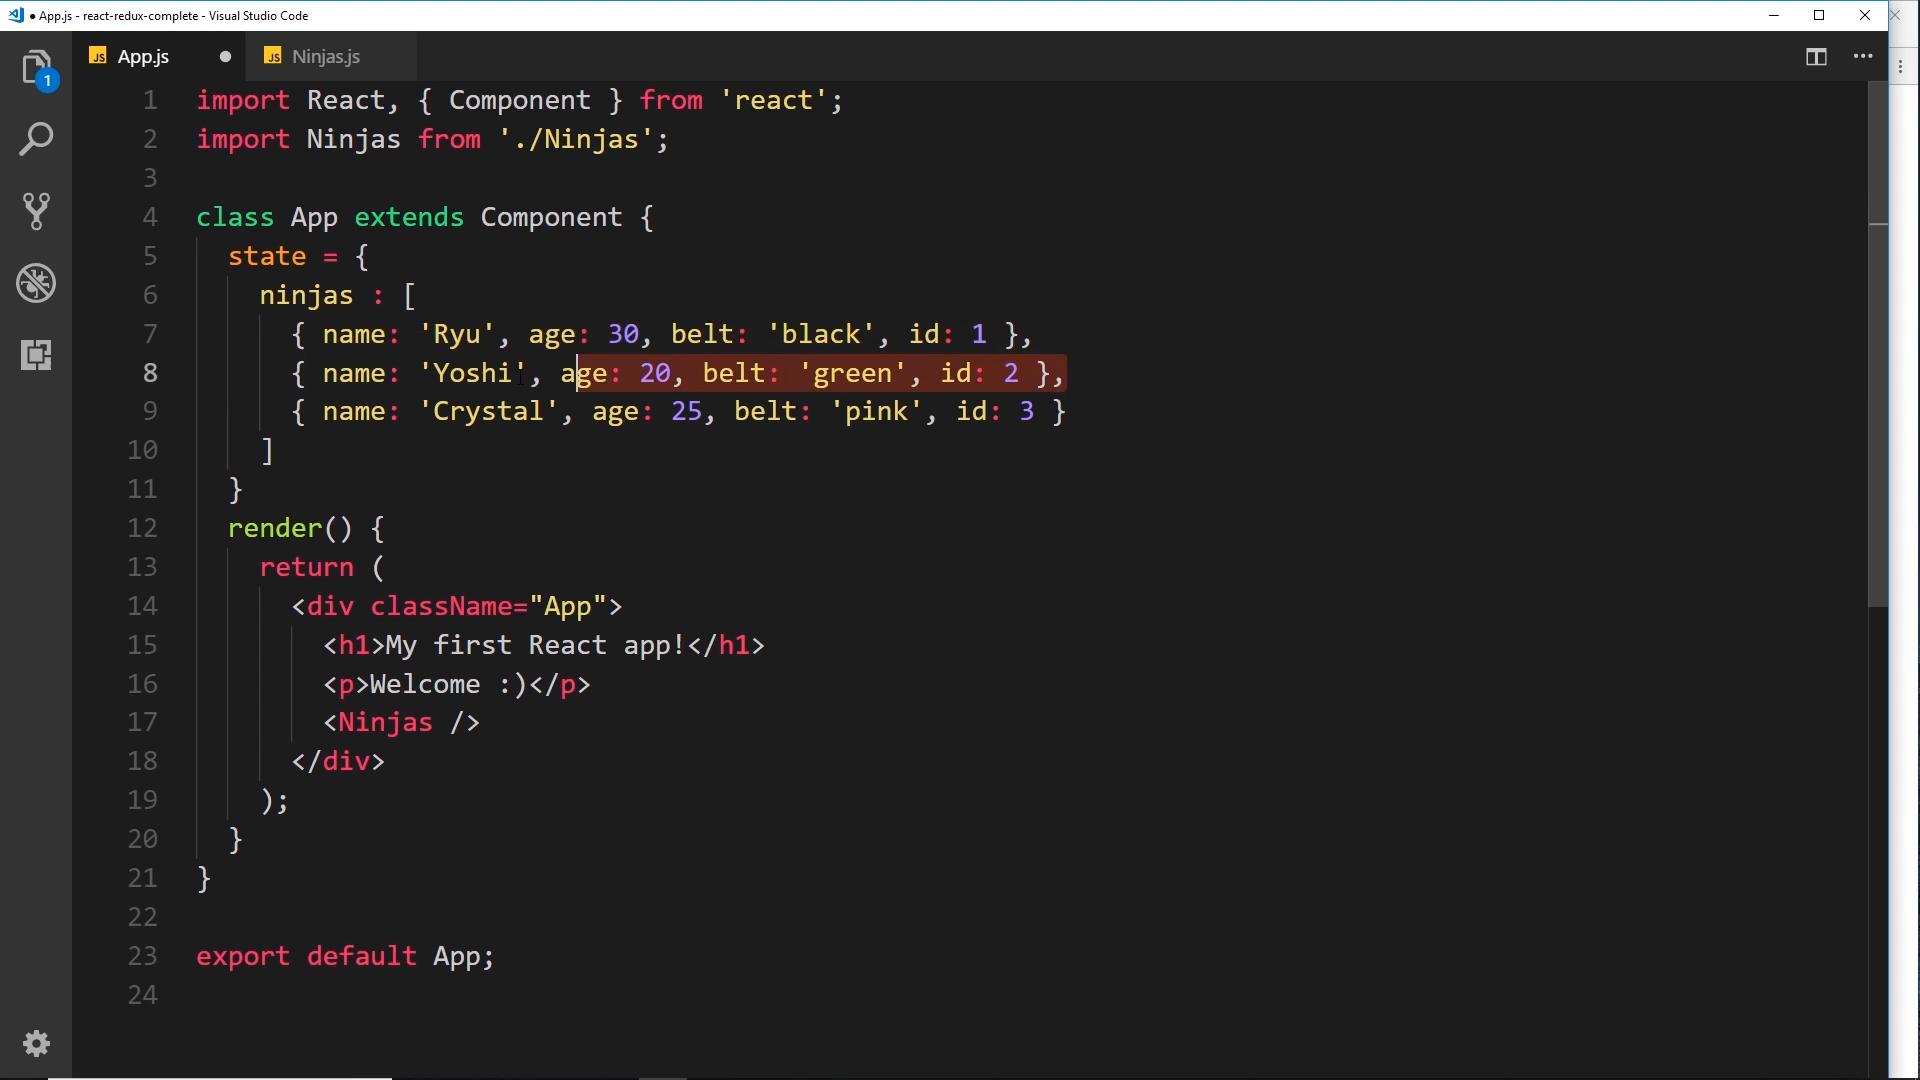 ● App.js - react-redux-complete - Visual Studio Code
JS App.js ●
JS Ninjas.js
1
1 import React, { Component } from 'react';
2 import Ninjas from './Ninjas';
3
4 class App extends Component {
5 state = {
6 ninjas : [
7 { name: 'Ryu', age: 30, belt: 'black', id: 1 },
8 { name: 'Yoshi', age: 20, belt: 'green', id: 2 },
9 { name: 'Crystal', age: 25, belt: 'pink', id: 3 }
10 ]
11 }
12 render() {
13 return (
14 <div className="App">
15 <h1>My first React app!</h1>
16 <p>Welcome :)</p>
17 <Ninjas />
18 </div>
19 );
20 }
21 }
22
23 export default App;
24